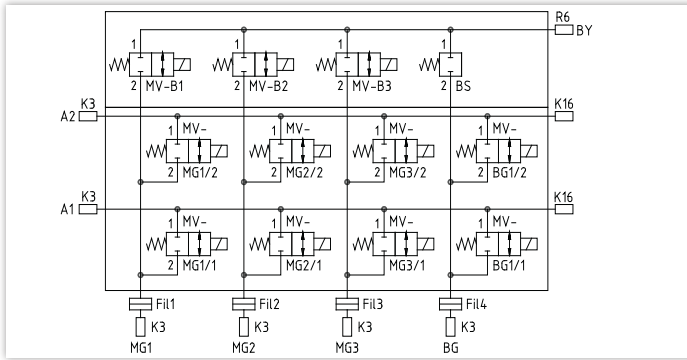 R6
BY
1 1 1 1
2 MV-B1 2 MV-B2 2 MV-B3 2 BS
K3 K16
A2
1 MV- 1 MV- 1 MV- 1 MV-
2 MG1/2 2 MG2/2 2 MG3/2 2 BG1/2
K3 K16
A1
1 MV- 1 MV- 1 MV- 1 MV-
2 MG1/1 2 MG2/1 2 MG3/1 2 BG1/1
Fil1 Fil2 Fil3 Fil4
K3 K3 K3 K3
MG1 MG2 MG3 BG